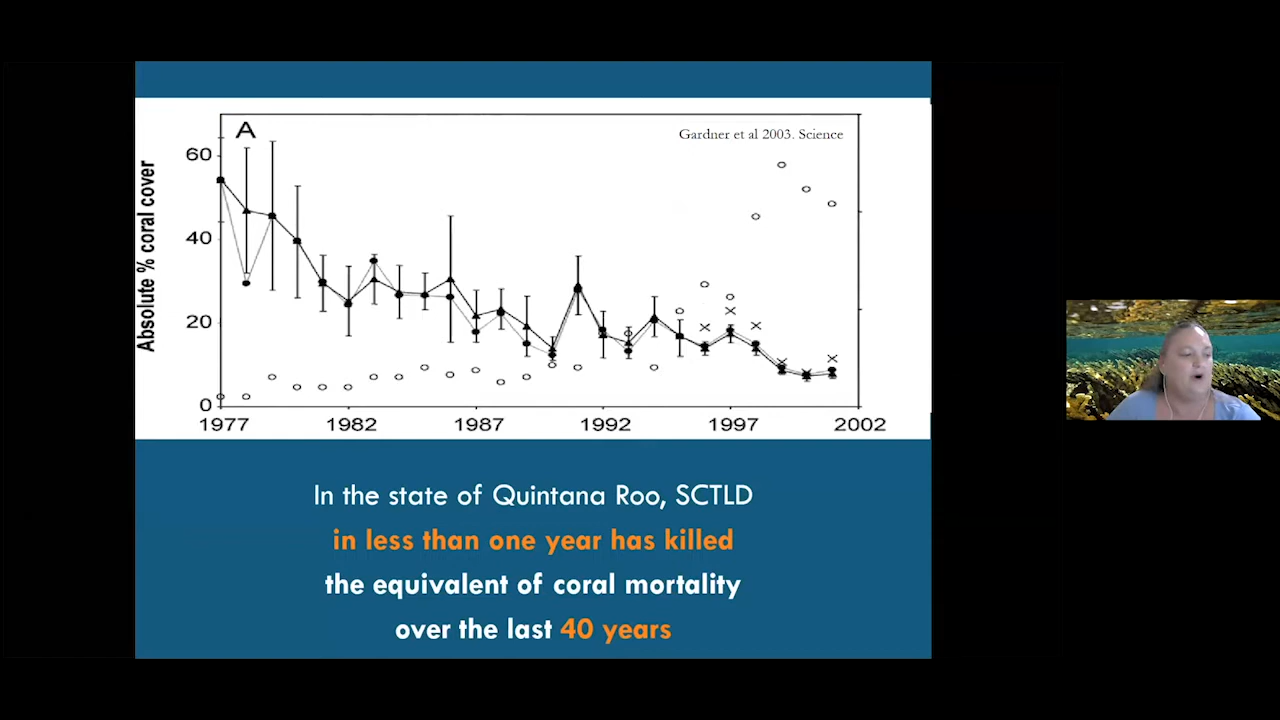 A
Gardner et al 2003. Science
Absolute % coral cover
60
40
20
0
1977 1982 1987 1992 1997 2002
In the state of Quintana Roo, SCTLD
in less than one year has killed
the equivalent of coral mortality
over the last 40 years